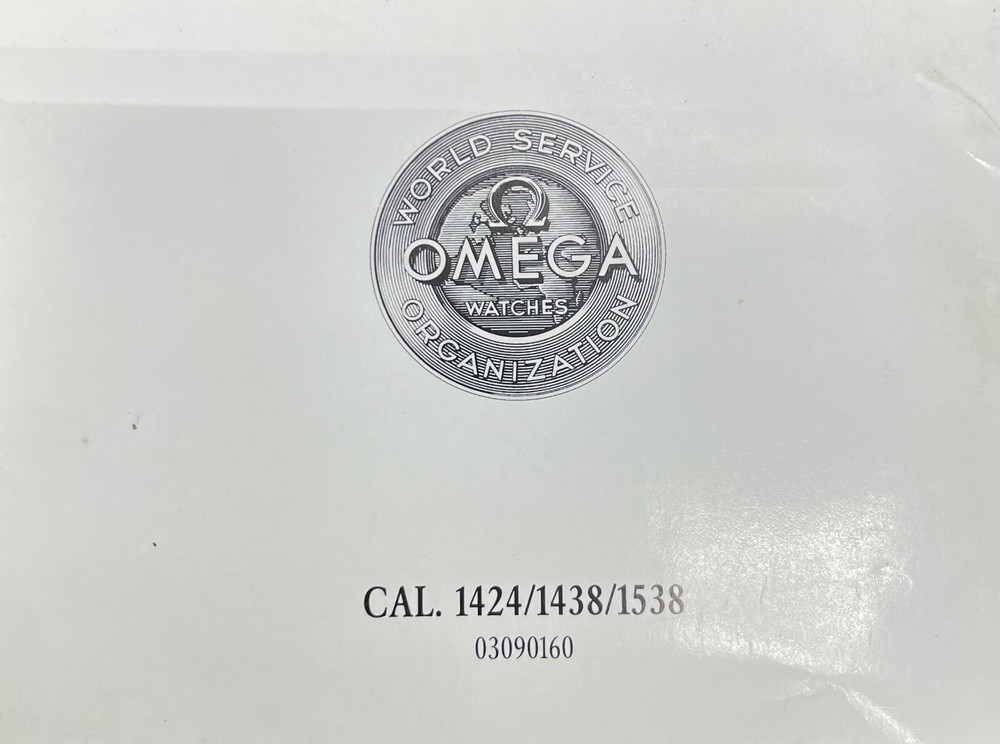 WORLD SERVICE
Ω
OMEGA
WATCHES
ORGANIZATION
CAL. 1424/1438/1538
03090160